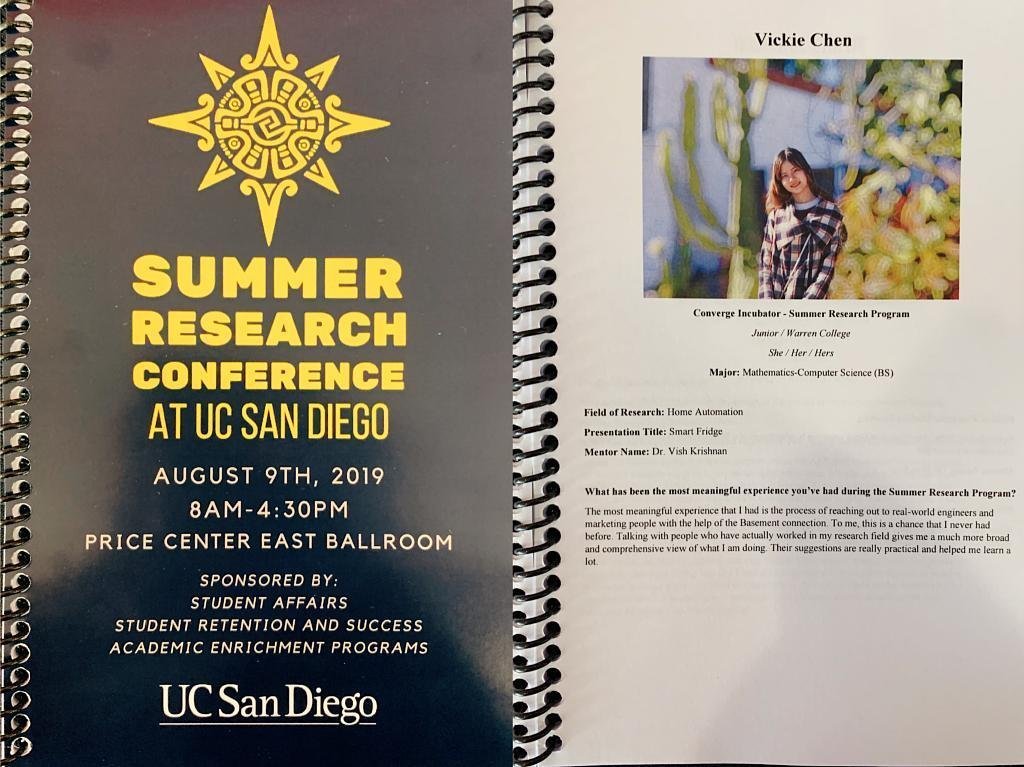 SUMMER
RESEARCH
CONFERENCE
AT UC SAN DIEGO
AUGUST 9TH, 2019
8AM-4:30PM
PRICE CENTER EAST BALLROOM
SPONSORED BY:
STUDENT AFFAIRS
STUDENT RETENTION AND SUCCESS
ACADEMIC ENRICHMENT PROGRAMS
UC San Diego
Vickie Chen
Converge Incubator - Summer Research Program
Junior / Warren College
She / Her / Hers
Major: Mathematics-Computer Science (BS)
Field of Research: Home Automation
Presentation Title: Smart Fridge
Mentor Name: Dr. Vish Krishnan
What has been the most meaningful experience you've had during the Summer Research Program?
The most meaningful experience that I had is the process of reaching out to real-world engineers and
marketing people with the help of the Basement connection. To me, this is a chance that I never had
before. Talking with people who have actually worked in my research field gives me a much more broad
and comprehensive view of what I am doing. Their suggestions are really practical and helped me learn a
lot.